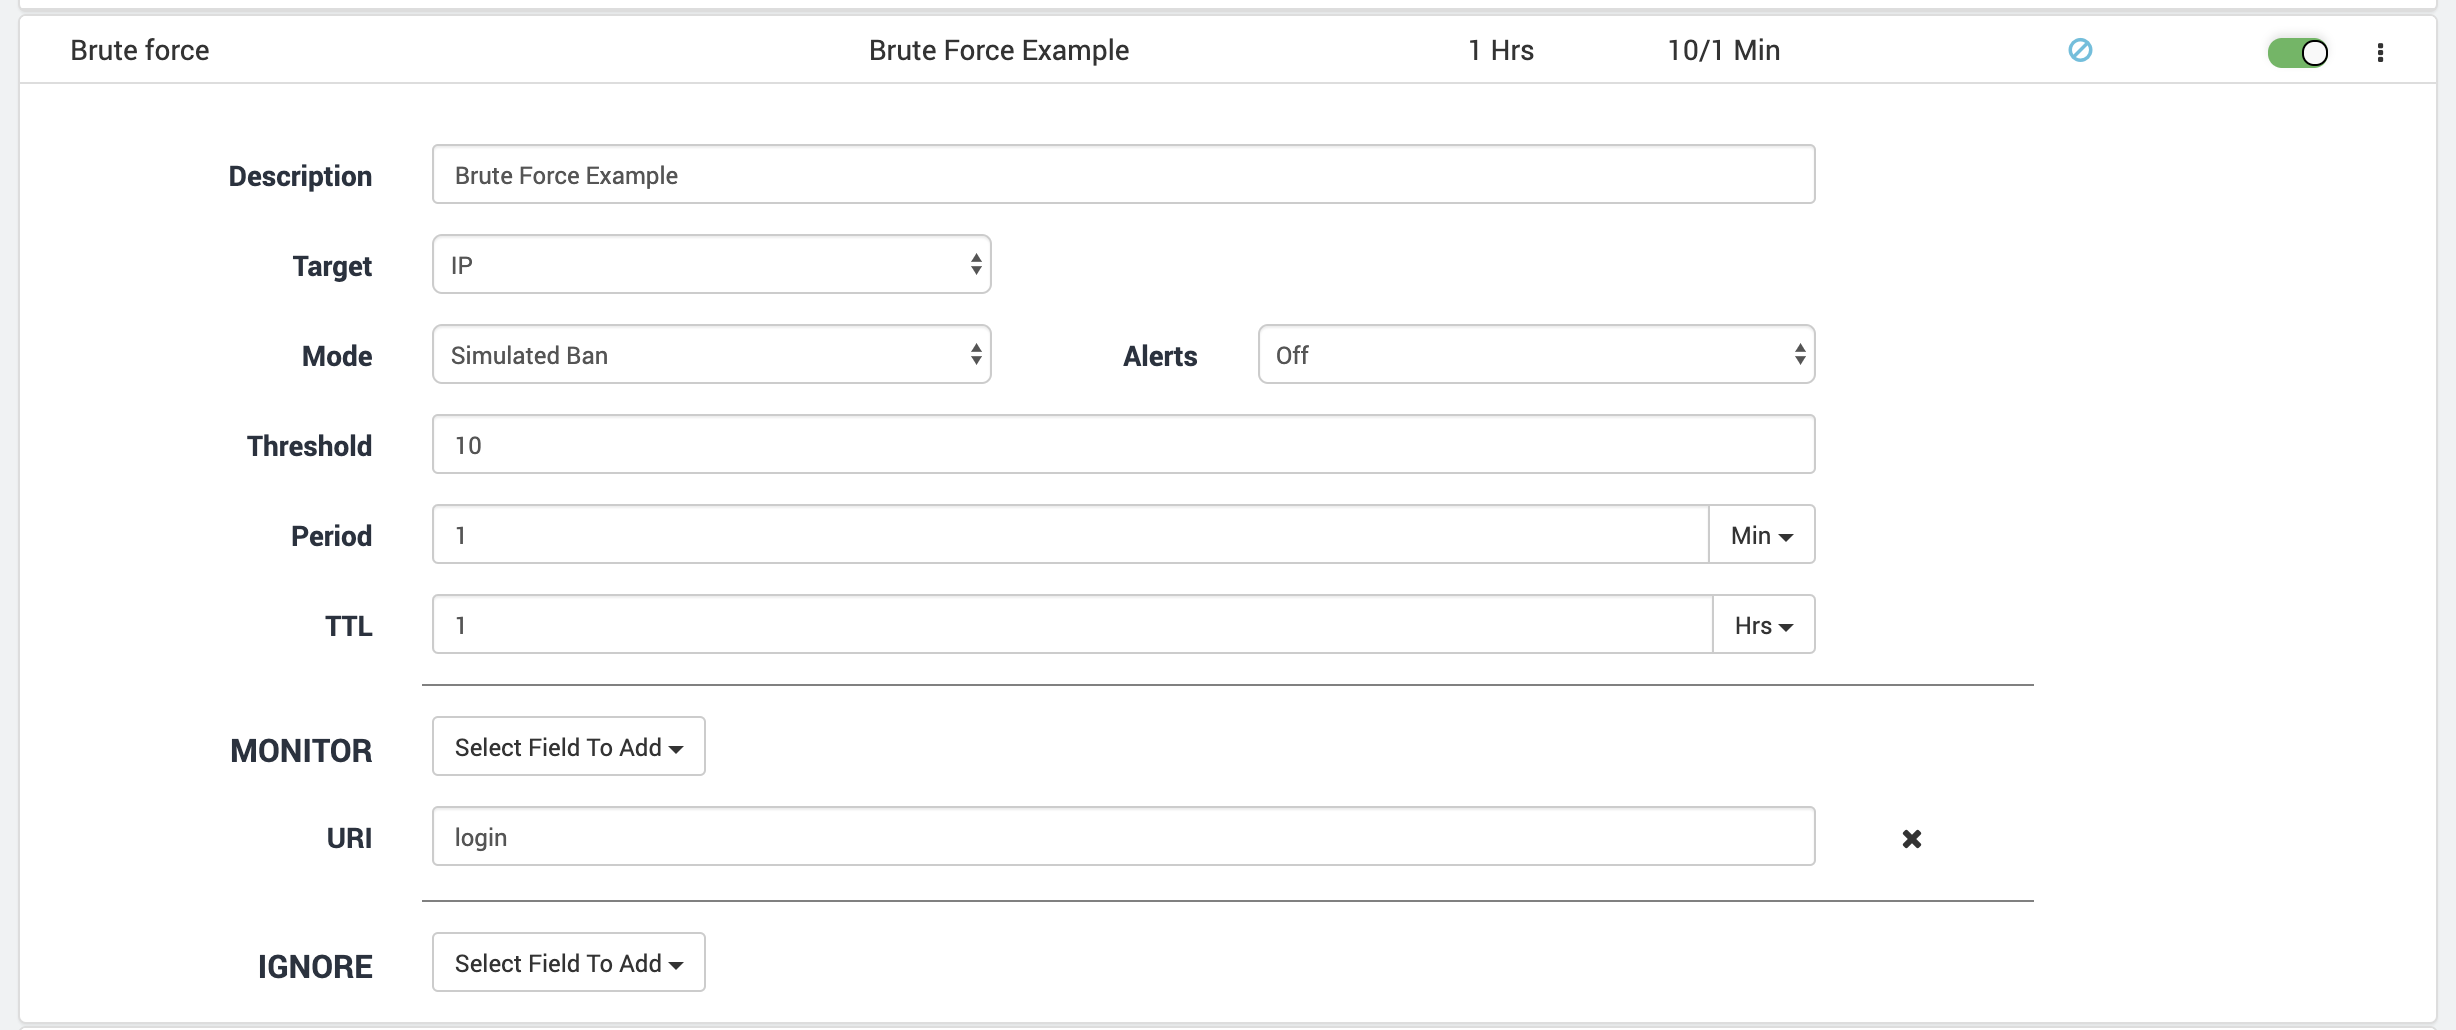 Brute force Brute Force Example 1 Hrs 10/1 Min
Description Brute Force Example
Target IP
Mode Simulated Ban Alerts Off
Threshold 10
Period 1 Min
TTL 1 Hrs
MONITOR Select Field To Add
URI login
IGNORE Select Field To Add